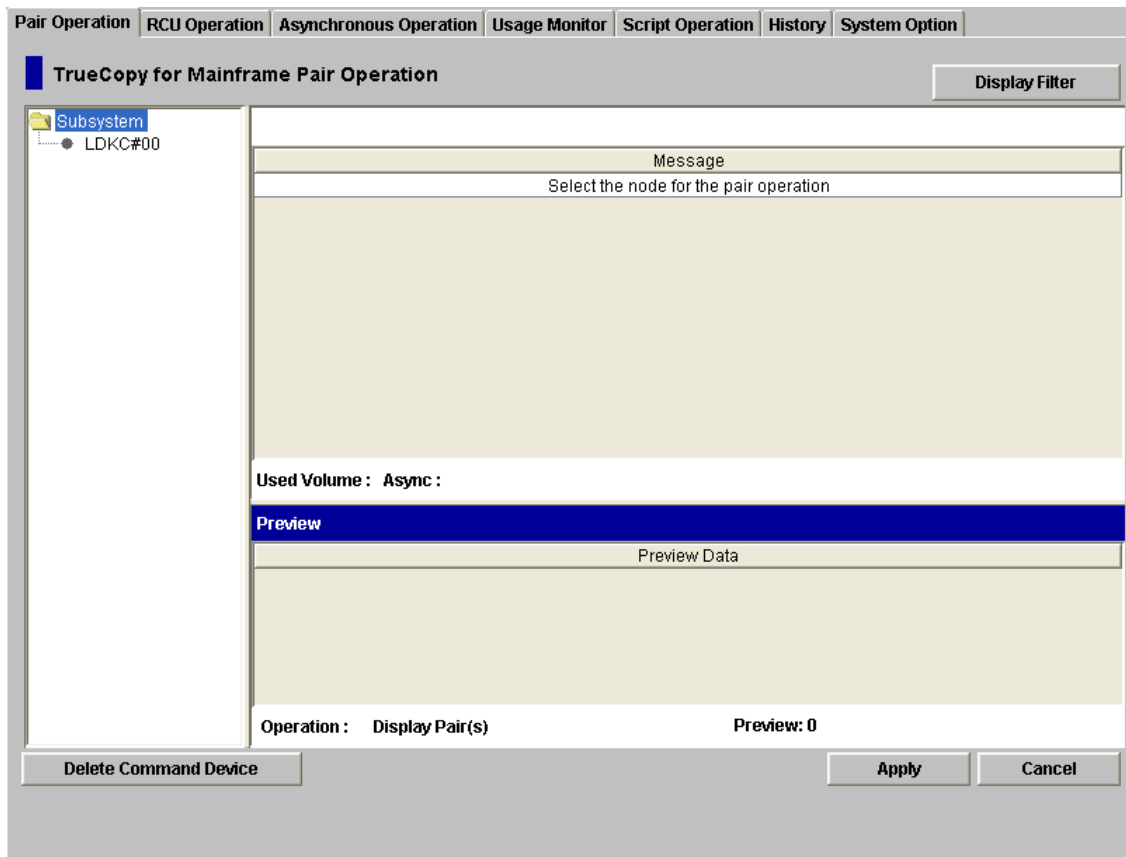 Pair Operation RCU Operation Asynchronous Operation Usage Monitor Script Operation History System Option
TrueCopy for Mainframe Pair Operation
Display Filter
Subsystem
LDKC#00
Message
Select the node for the pair operation
Used Volume : Async :
Preview
Preview Data
Operation : Display Pair(s) Preview: 0
Delete Command Device Apply Cancel